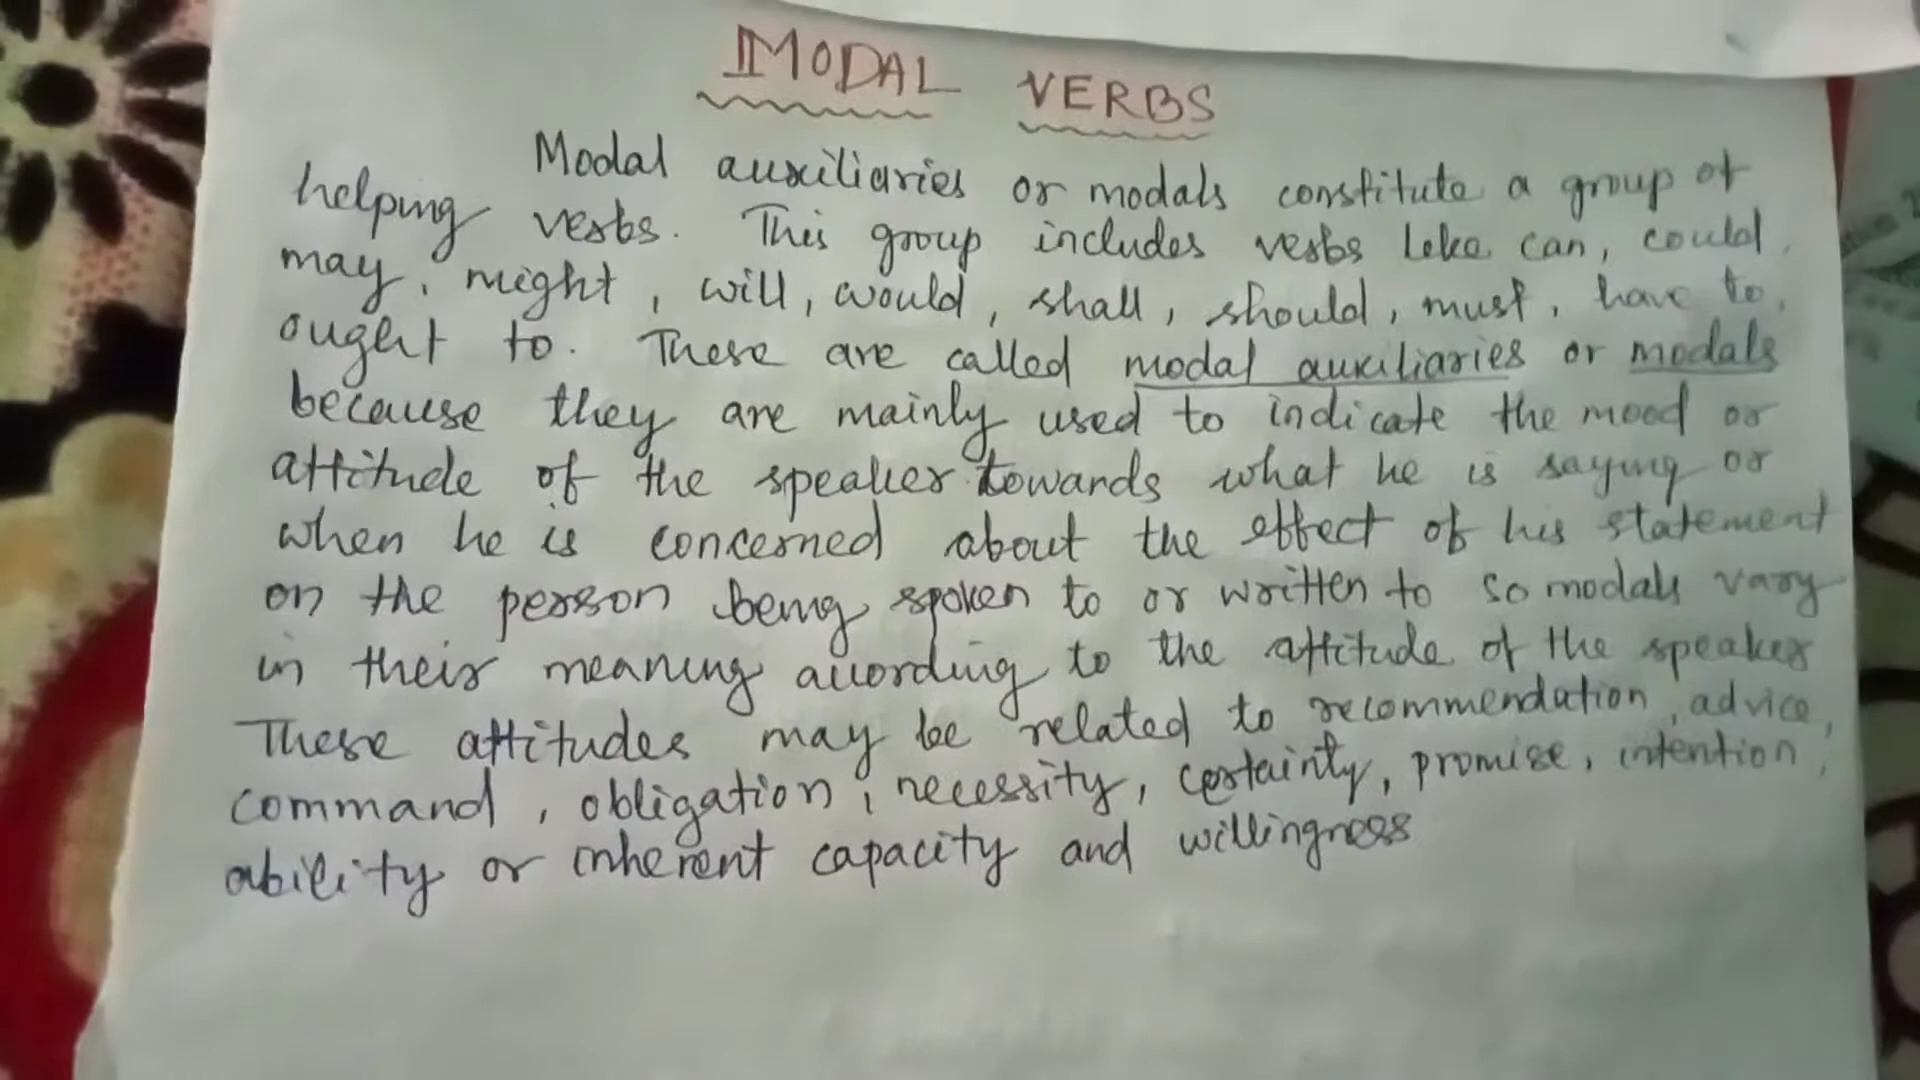 MODAL VERBS
Modal auxiliaries or modals constitute a group of
helping verbs. This group includes verbs like can, could,
may, might, will, would, shall, should, must, have to,
ought to. These are called modal auxiliaries or modals
because they are mainly used to indicate the mood or
attitude of the speaker towards what he is saying or
when he is concerned about the effect of his statement
on the person being spoken to or written to so modals vary
in their meaning according to the attitude of the speaker
These attitudes may be related to recommendation, advice,
command, obligation, necessity, certainty, promise, intention,
ability or inherent capacity and willingness